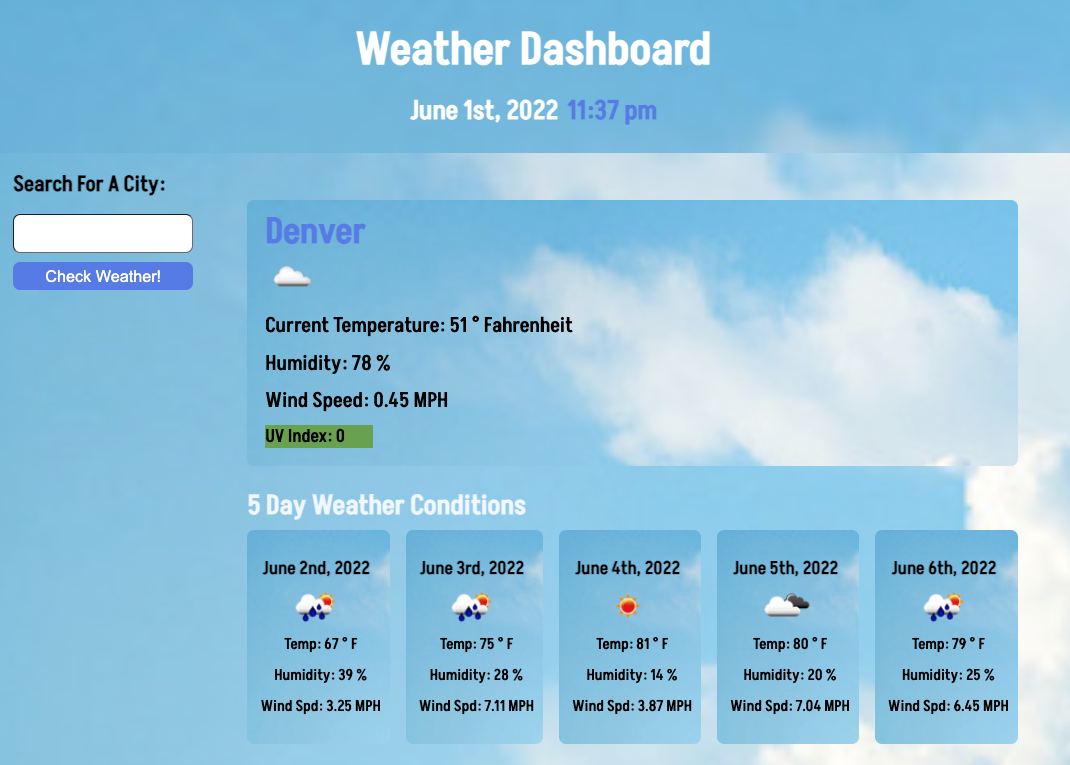 Weather Dashboard
June 1st, 2022 11:37 pm
Search For A City:
Check Weather!
Denver
Current Temperature: 51 ° Fahrenheit
Humidity: 78 %
Wind Speed: 0.45 MPH
UV Index: 0
5 Day Weather Conditions
June 2nd, 2022
Temp: 67 ° F
Humidity: 39 %
Wind Spd: 3.25 MPH
June 3rd, 2022
Temp: 75 ° F
Humidity: 28 %
Wind Spd: 7.11 MPH
June 4th, 2022
Temp: 81 ° F
Humidity: 14 %
Wind Spd: 3.87 MPH
June 5th, 2022
Temp: 80 ° F
Humidity: 20 %
Wind Spd: 7.04 MPH
June 6th, 2022
Temp: 79 ° F
Humidity: 25 %
Wind Spd: 6.45 MPH